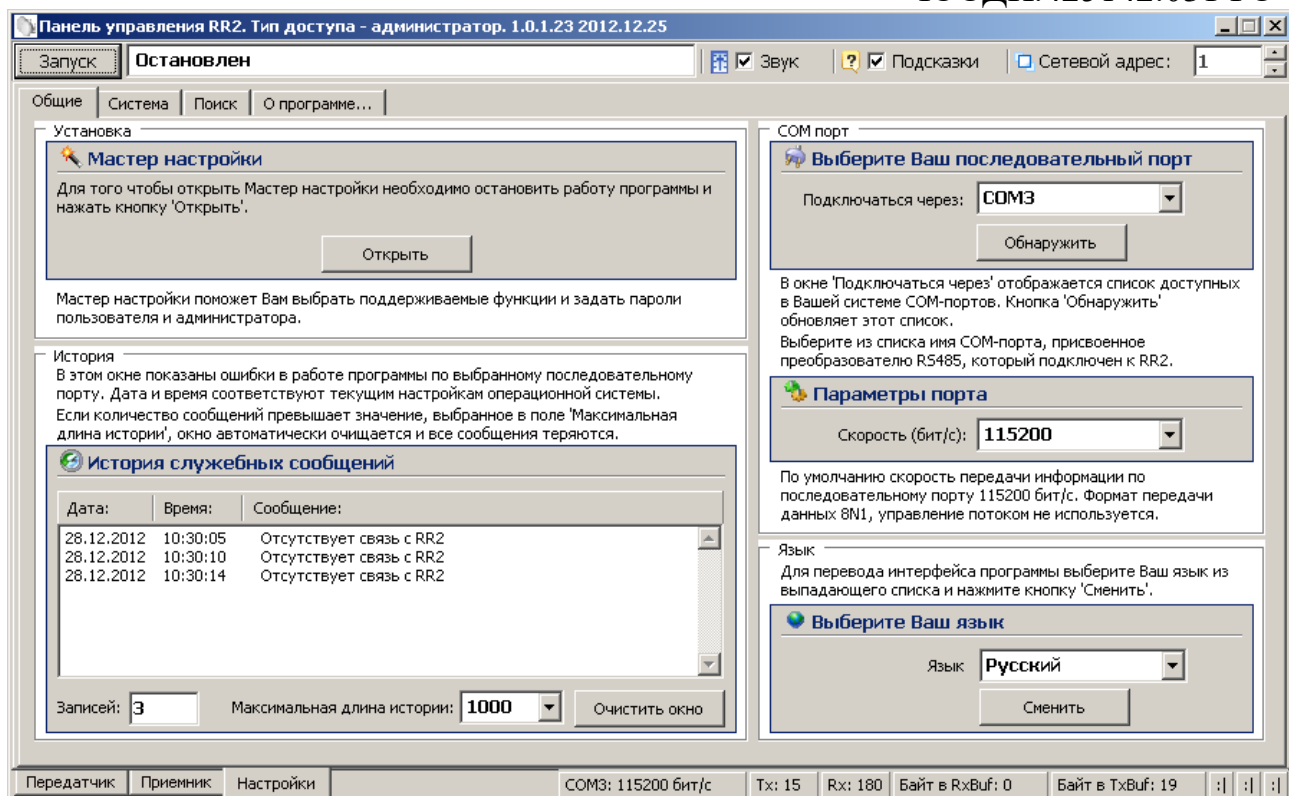 Панель управления RR2. Тип доступа - администратор. 1.0.1.23 2012.12.25
Запуск Остановлен Звук Подсказки Сетевой адрес: 1
Общие Система Поиск О программе...
Установка
Мастер настройки
Для того чтобы открыть Мастер настройки необходимо остановить работу программы и
нажать кнопку 'Открыть'.
Открыть
Мастер настройки поможет Вам выбрать поддерживаемые функции и задать пароли
пользователя и администратора.
История
В этом окне показаны ошибки в работе программы по выбранному последовательному
порту. Дата и время соответствуют текущим настройкам операционной системы.
Если количество сообщений превышает значение, выбранное в поле 'Максимальная
длина истории', окно автоматически очищается и все сообщения теряются.
История служебных сообщений
Дата: Время: Сообщение:
28.12.2012 10:30:05 Отсутствует связь с RR2
28.12.2012 10:30:10 Отсутствует связь с RR2
28.12.2012 10:30:14 Отсутствует связь с RR2
Записей: 3 Максимальная длина истории: 1000 Очистить окно
COM порт
Выберите Ваш последовательный порт
Подключаться через: COM3
Обнаружить
В окне 'Подключаться через' отображается список доступных
в Вашей системе COM-портов. Кнопка 'Обнаружить'
обновляет этот список.
Выберите из списка имя COM-порта, присвоенное
преобразователю RS485, который подключен к RR2.
Параметры порта
Скорость (бит/с): 115200
По умолчанию скорость передачи информации по
последовательному порту 115200 бит/с. Формат передачи
данных 8N1, управление потоком не используется.
Язык
Для перевода интерфейса программы выберите Ваш язык из
выпадающего списка и нажмите кнопку 'Сменить'.
Выберите Ваш язык
Язык Русский
Сменить
Передатчик Приемник Настройки COM3: 115200 бит/с Tx: 15 Rx: 180 Байт в RxBuf: 0 Байт в TxBuf: 19 :| :| :|